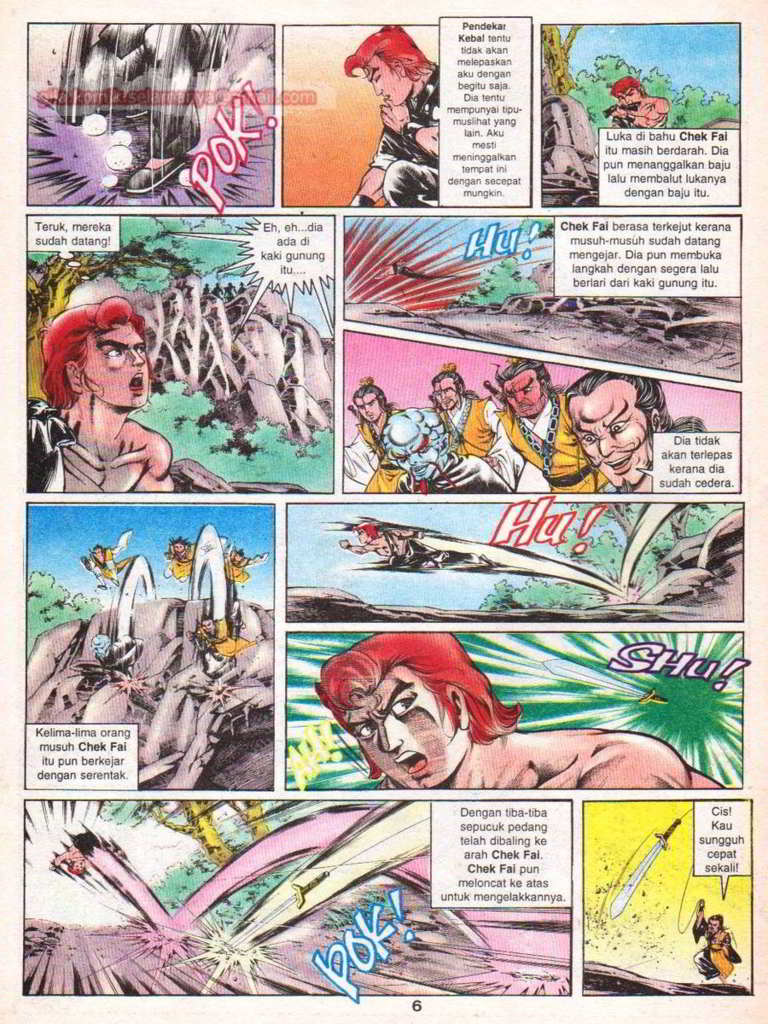 POK!
Pendekar
Kebal tentu
tidak akan
melepaskan
aku dengan
begitu saja.
Dia tentu
mempunyai tipu-
muslihat yang
lain. Aku
mesti
meninggalkan
tempat ini
dengan secepat
mungkin.
Luka di bahu Chek Fai
itu masih berdarah. Dia
pun menanggalkan baju
lalu membalut lukanya
dengan baju itu.
Teruk, mereka
sudah datang!
Eh, eh...dia
ada di
kaki gunung
itu....
Hu!
Chek Fai berasa terkejut kerana
musuh-musuh sudah datang
mengejar. Dia pun membuka
langkah dengan segera lalu
berlari dari kaki gunung itu.
Dia tidak
akan terlepas
kerana dia
sudah cedera.
Kelima-lima orang
musuh Chek Fai
itu pun berkejar
dengan serentak.
Hu!
SHU!
AH!
Dengan tiba-tiba
sepucuk pedang
telah dibaling ke
arah Chek Fai.
Chek Fai pun
meloncat ke atas
untuk mengelakkannya.
POK!
Cis!
Kau
sungguh
cepat
sekali!
6